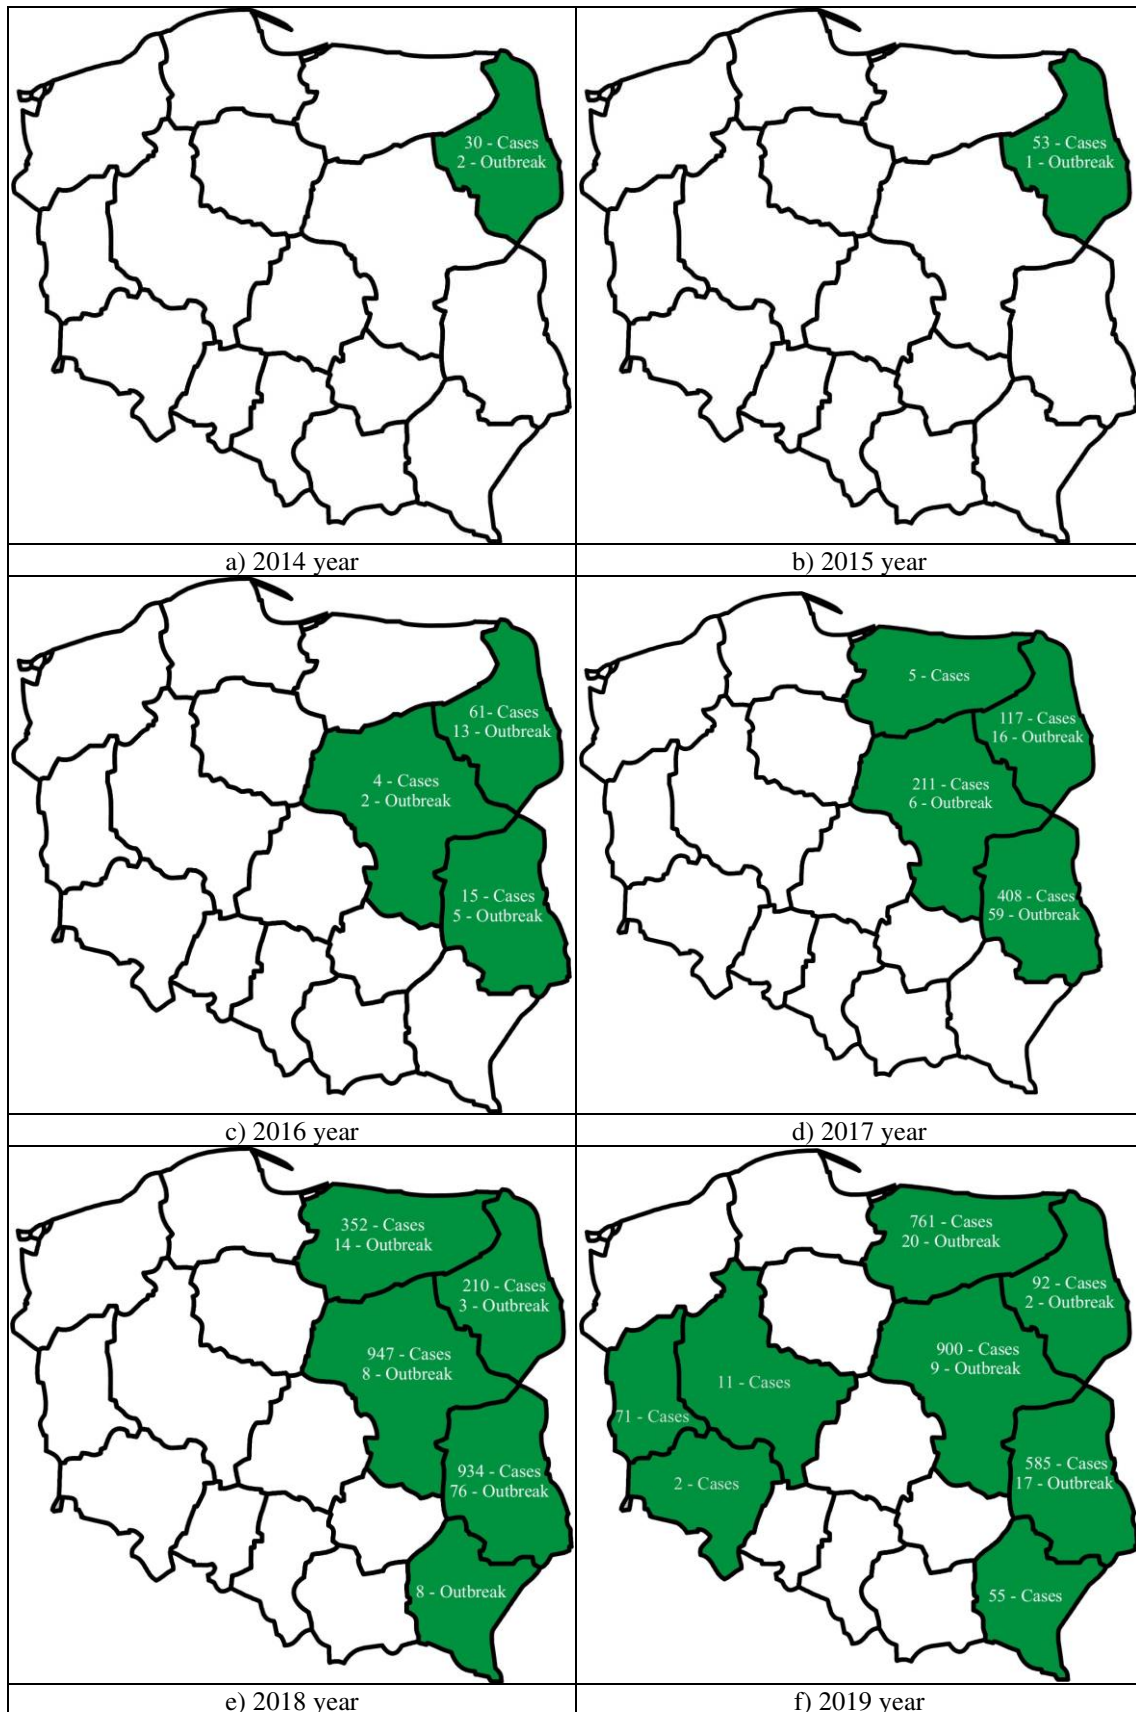 30 - Cases
2 - Outbreak
53 - Cases
1 - Outbreak
a) 2014 year
b) 2015 year
61- Cases
13 - Outbreak
4 - Cases
2 - Outbreak
15 - Cases
5 - Outbreak
5 - Cases
117 - Cases
16 - Outbreak
211 - Cases
6 - Outbreak
408 - Cases
59 - Outbreak
c) 2016 year
d) 2017 year
352 - Cases
14 - Outbreak
210 - Cases
3 - Outbreak
947 - Cases
8 - Outbreak
934 - Cases
76 - Outbreak
8 - Outbreak
761 - Cases
20 - Outbreak
92 - Cases
2 - Outbreak
900 - Cases
9 - Outbreak
11 - Cases
71 - Cases
2 - Cases
585 - Cases
17 - Outbreak
55 - Cases
e) 2018 year
f) 2019 year